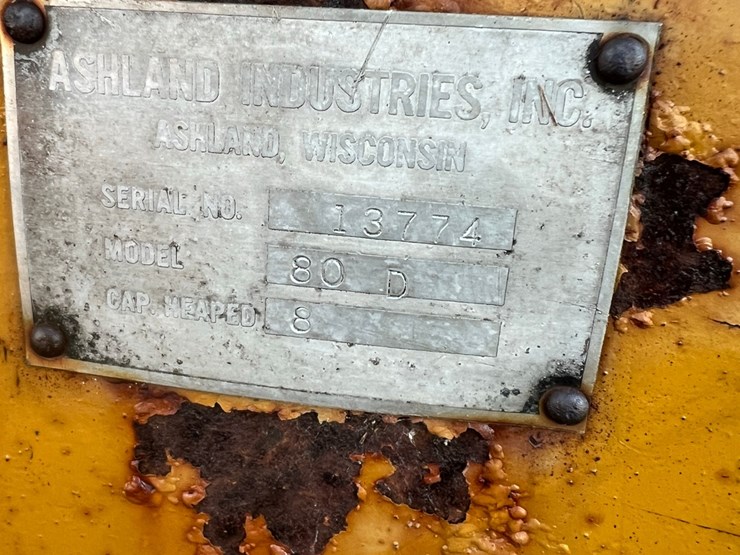 ASHLAND INDUSTRIES, INC.
ASHLAND, WISCONSIN
SERIAL NO. 13774
MODEL 80 D
CAP. HEAPED 8